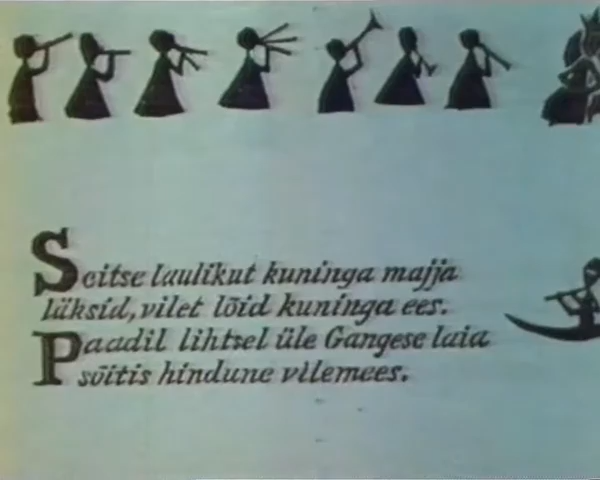 Seitse laulikut kuninga majja
läksid, vilet lõid kuninga ees.
Paadil lihtsel üle Gangese laia
sõitis hindune vilemees.